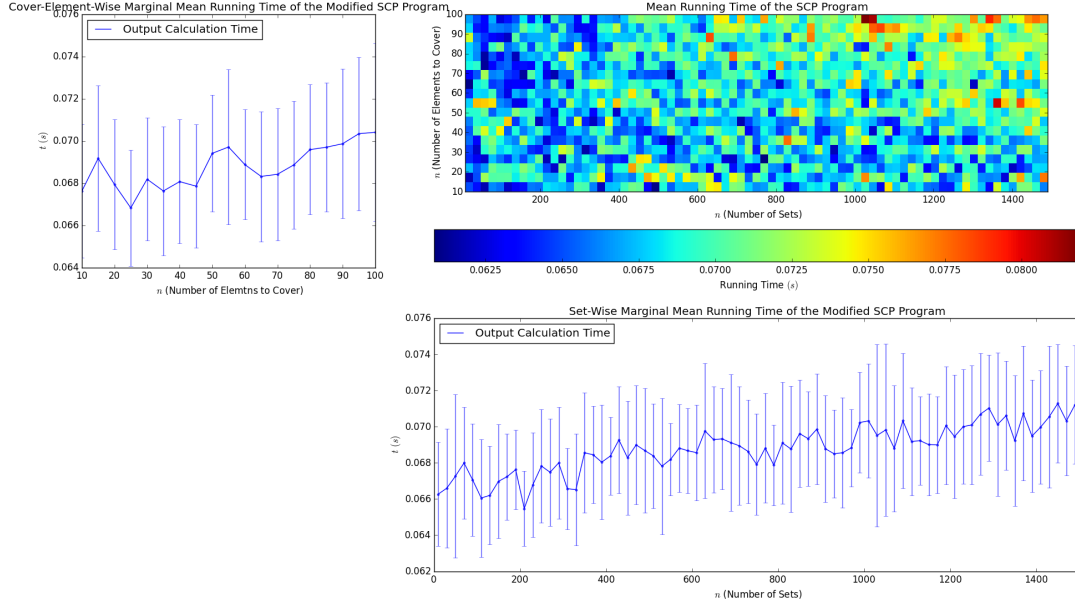 Cover-Element-Wise Marginal Mean Running Time of the Modified SCP Program
0.076
0.074
0.072
0.070
0.068
0.066
0.064
t (s)
Output Calculation Time
10 20 30 40 50 60 70 80 90 100
n (Number of Elemtns to Cover)
Mean Running Time of the SCP Program
100
90
80
70
60
50
40
30
20
10
n (Number of Elements to Cover)
200 400 600 800 1000 1200 1400
n (Number of Sets)
0.0625 0.0650 0.0675 0.0700 0.0725 0.0750 0.0775 0.0800
Running Time (s)
Set-Wise Marginal Mean Running Time of the Modified SCP Program
0.076
0.074
0.072
0.070
0.068
0.066
0.064
0.062
t (s)
Output Calculation Time
0 200 400 600 800 1000 1200 1400
n (Number of Sets)